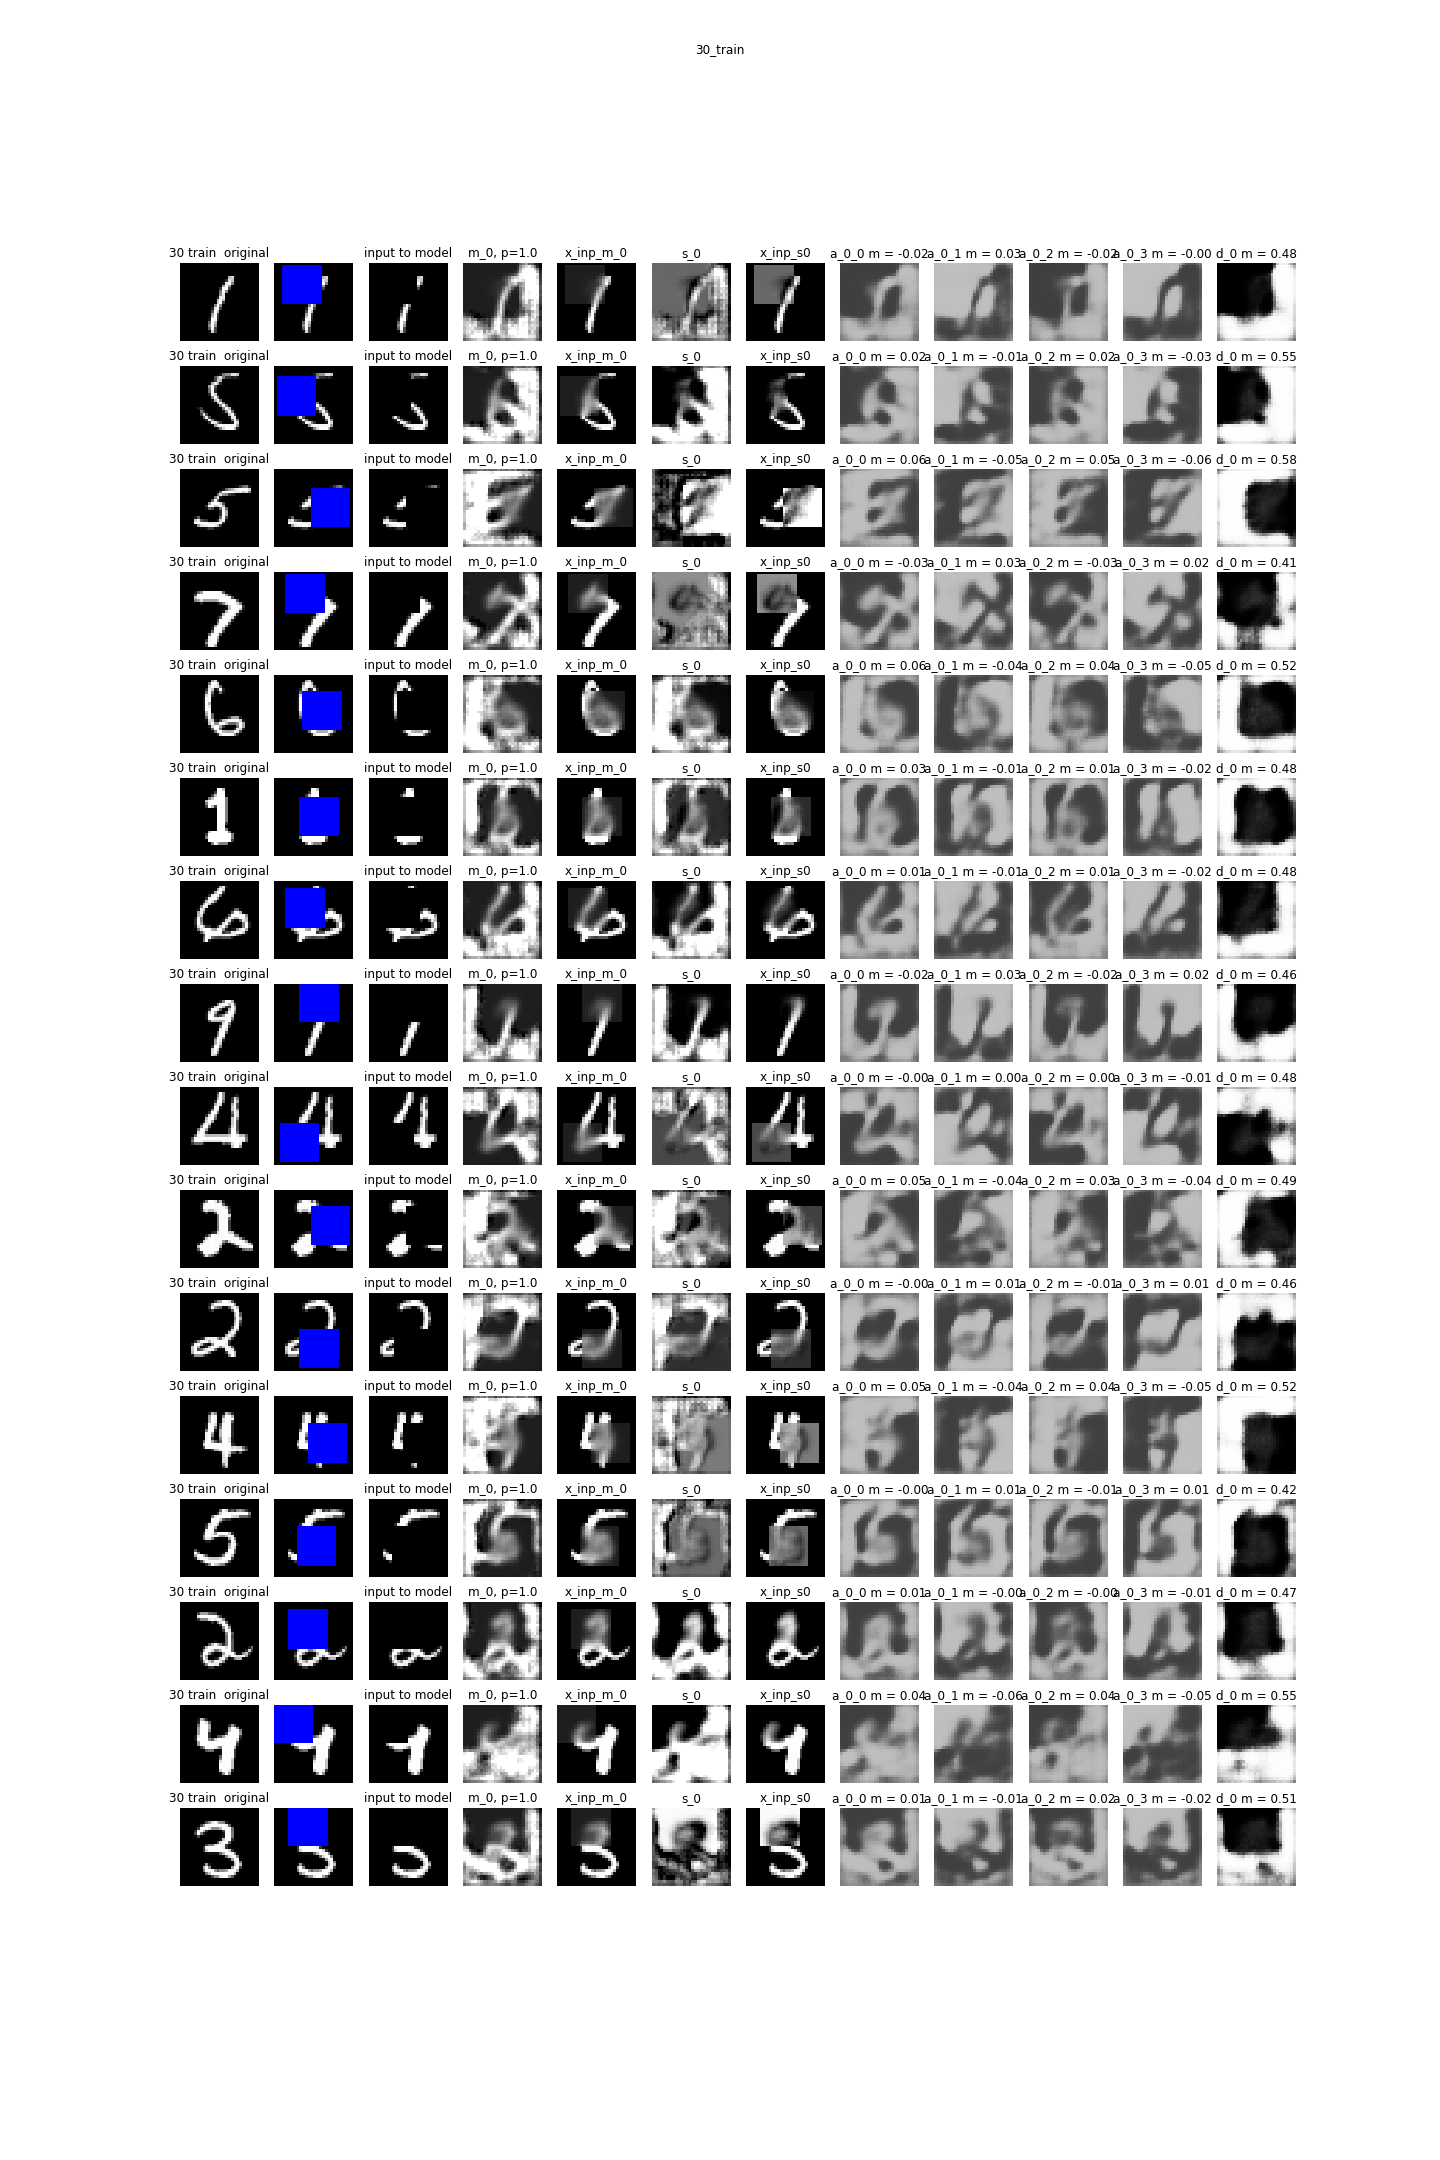 30_train
30 train original input to model m_0, p=1.0 x_inp_m_0 s_0 x_inp_s0 a_0_0 m = -0.02 a_0_1 m = 0.03 a_0_2 m = -0.02 a_0_3 m = -0.00 d_0 m = 0.48
30 train original input to model m_0, p=1.0 x_inp_m_0 s_0 x_inp_s0 a_0_0 m = 0.02 a_0_1 m = -0.01 a_0_2 m = 0.02 a_0_3 m = -0.03 d_0 m = 0.55
30 train original input to model m_0, p=1.0 x_inp_m_0 s_0 x_inp_s0 a_0_0 m = 0.06 a_0_1 m = -0.05 a_0_2 m = 0.05 a_0_3 m = -0.06 d_0 m = 0.58
30 train original input to model m_0, p=1.0 x_inp_m_0 s_0 x_inp_s0 a_0_0 m = -0.03 a_0_1 m = 0.03 a_0_2 m = -0.03 a_0_3 m = 0.02 d_0 m = 0.41
30 train original input to model m_0, p=1.0 x_inp_m_0 s_0 x_inp_s0 a_0_0 m = 0.06 a_0_1 m = -0.04 a_0_2 m = 0.04 a_0_3 m = -0.05 d_0 m = 0.52
30 train original input to model m_0, p=1.0 x_inp_m_0 s_0 x_inp_s0 a_0_0 m = 0.03 a_0_1 m = -0.01 a_0_2 m = 0.01 a_0_3 m = -0.02 d_0 m = 0.48
30 train original input to model m_0, p=1.0 x_inp_m_0 s_0 x_inp_s0 a_0_0 m = 0.01 a_0_1 m = -0.01 a_0_2 m = 0.01 a_0_3 m = -0.02 d_0 m = 0.48
30 train original input to model m_0, p=1.0 x_inp_m_0 s_0 x_inp_s0 a_0_0 m = -0.02 a_0_1 m = 0.03 a_0_2 m = -0.02 a_0_3 m = 0.02 d_0 m = 0.46
30 train original input to model m_0, p=1.0 x_inp_m_0 s_0 x_inp_s0 a_0_0 m = -0.00 a_0_1 m = 0.00 a_0_2 m = 0.00 a_0_3 m = -0.01 d_0 m = 0.48
30 train original input to model m_0, p=1.0 x_inp_m_0 s_0 x_inp_s0 a_0_0 m = 0.05 a_0_1 m = -0.04 a_0_2 m = 0.03 a_0_3 m = -0.04 d_0 m = 0.49
30 train original input to model m_0, p=1.0 x_inp_m_0 s_0 x_inp_s0 a_0_0 m = -0.00 a_0_1 m = 0.01 a_0_2 m = -0.01 a_0_3 m = 0.01 d_0 m = 0.46
30 train original input to model m_0, p=1.0 x_inp_m_0 s_0 x_inp_s0 a_0_0 m = 0.05 a_0_1 m = -0.04 a_0_2 m = 0.04 a_0_3 m = -0.05 d_0 m = 0.52
30 train original input to model m_0, p=1.0 x_inp_m_0 s_0 x_inp_s0 a_0_0 m = -0.00 a_0_1 m = 0.01 a_0_2 m = -0.01 a_0_3 m = 0.01 d_0 m = 0.42
30 train original input to model m_0, p=1.0 x_inp_m_0 s_0 x_inp_s0 a_0_0 m = 0.01 a_0_1 m = -0.00 a_0_2 m = -0.00 a_0_3 m = -0.01 d_0 m = 0.47
30 train original input to model m_0, p=1.0 x_inp_m_0 s_0 x_inp_s0 a_0_0 m = 0.04 a_0_1 m = -0.06 a_0_2 m = 0.04 a_0_3 m = -0.05 d_0 m = 0.55
30 train original input to model m_0, p=1.0 x_inp_m_0 s_0 x_inp_s0 a_0_0 m = 0.01 a_0_1 m = -0.01 a_0_2 m = 0.02 a_0_3 m = -0.02 d_0 m = 0.51